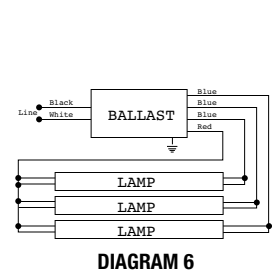 Blue
Blue
Black
Line
White
BALLAST
Blue
Red
LAMP
LAMP
LAMP
DIAGRAM 6